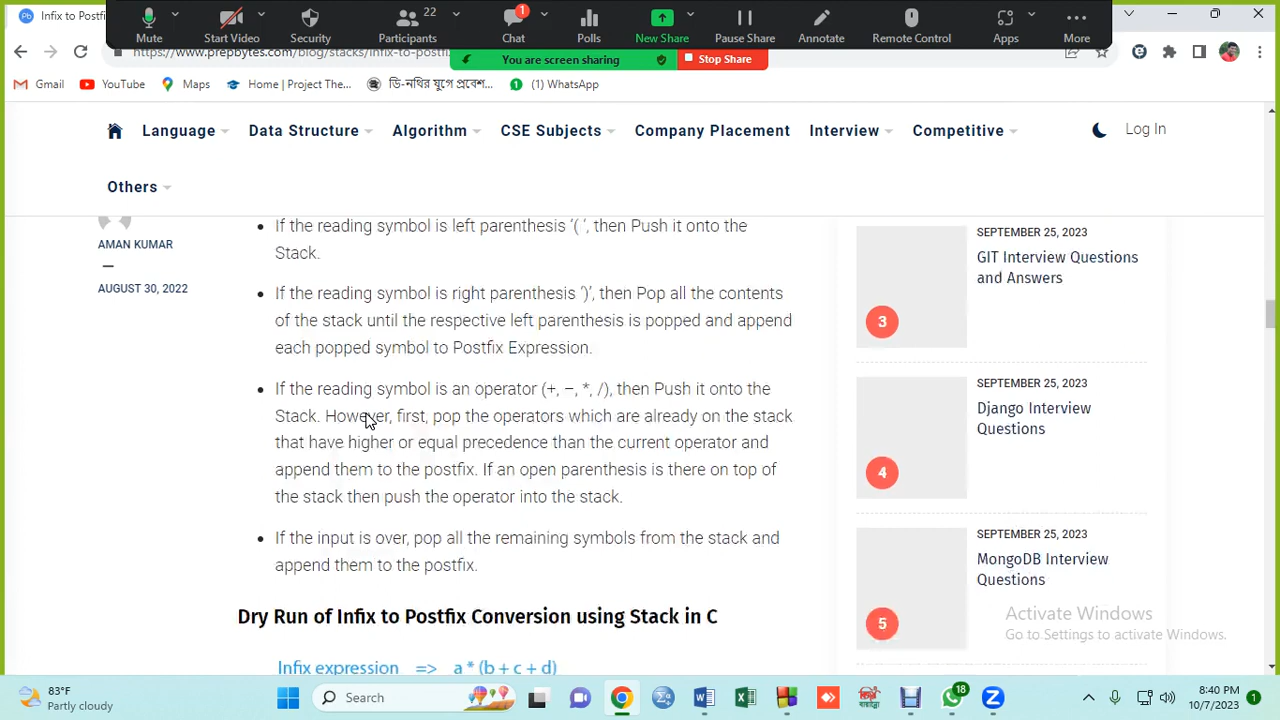 Infix to Postfi
Mute
Start Video
Security
22
Participants
1
Chat
Polls
New Share
Pause Share
Annotate
Remote Control
Apps
More
https://www.prepbytes.com/blog/stacks/infix-to-postfi
You are screen sharing
Stop Share
Gmail
YouTube
Maps
Home | Project The...
ডি-নথির যুগে প্রবেশ...
(1) WhatsApp
Language
Data Structure
Algorithm
CSE Subjects
Company Placement
Interview
Competitive
Log In
Others
AMAN KUMAR
—
AUGUST 30, 2022
If the reading symbol is left parenthesis ‘( ‘, then Push it onto the
Stack.
If the reading symbol is right parenthesis ‘)’, then Pop all the contents
of the stack until the respective left parenthesis is popped and append
each popped symbol to Postfix Expression.
If the reading symbol is an operator (+, –, *, /), then Push it onto the
Stack. However, first, pop the operators which are already on the stack
that have higher or equal precedence than the current operator and
append them to the postfix. If an open parenthesis is there on top of
the stack then push the operator into the stack.
If the input is over, pop all the remaining symbols from the stack and
append them to the postfix.
Dry Run of Infix to Postfix Conversion using Stack in C
Infix expression => a * (b + c + d)
SEPTEMBER 25, 2023
GIT Interview Questions
and Answers
3
SEPTEMBER 25, 2023
Django Interview
Questions
4
SEPTEMBER 25, 2023
MongoDB Interview
Questions
5
Activate Windows
Go to Settings to activate Windows.
83°F
Partly cloudy
Search
18
8:40 PM
10/7/2023
1